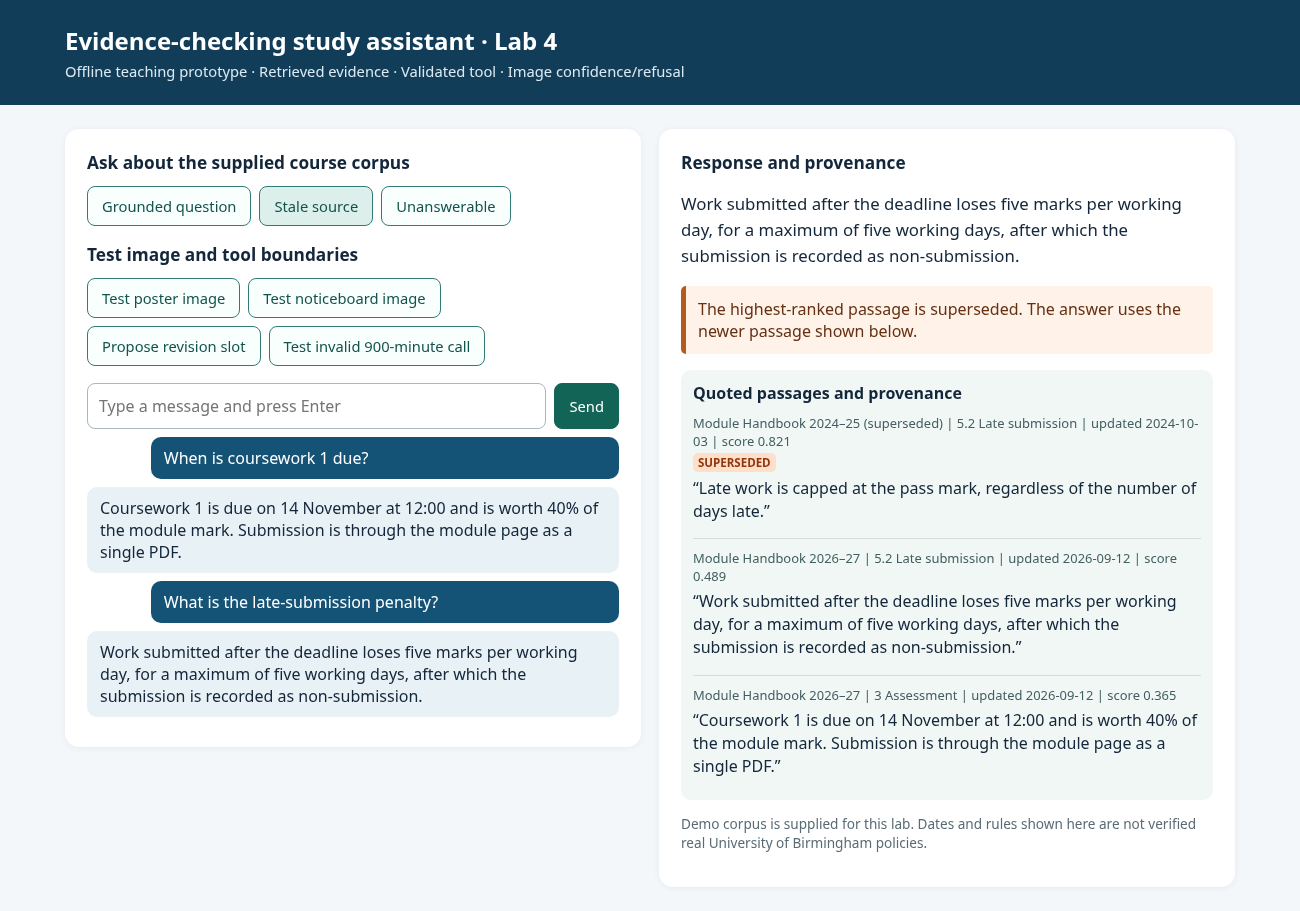 Evidence-checking study assistant · Lab 4
Offline teaching prototype · Retrieved evidence · Validated tool · Image confidence/refusal
Ask about the supplied course corpus
Grounded question
Stale source
Unanswerable
Test image and tool boundaries
Test poster image
Test noticeboard image
Propose revision slot
Test invalid 900-minute call
Type a message and press Enter
Send
When is coursework 1 due?
Coursework 1 is due on 14 November at 12:00 and is worth 40% of
the module mark. Submission is through the module page as a
single PDF.
What is the late-submission penalty?
Work submitted after the deadline loses five marks per working
day, for a maximum of five working days, after which the
submission is recorded as non-submission.
Response and provenance
Work submitted after the deadline loses five marks per working
day, for a maximum of five working days, after which the
submission is recorded as non-submission.
The highest-ranked passage is superseded. The answer uses the
newer passage shown below.
Quoted passages and provenance
Module Handbook 2024–25 (superseded) | 5.2 Late submission | updated 2024-10-
03 | score 0.821
SUPERSEDED
“Late work is capped at the pass mark, regardless of the number of
days late.”
Module Handbook 2026–27 | 5.2 Late submission | updated 2026-09-12 | score
0.489
“Work submitted after the deadline loses five marks per working
day, for a maximum of five working days, after which the
submission is recorded as non-submission.”
Module Handbook 2026–27 | 3 Assessment | updated 2026-09-12 | score 0.365
“Coursework 1 is due on 14 November at 12:00 and is worth 40% of
the module mark. Submission is through the module page as a
single PDF.”
Demo corpus is supplied for this lab. Dates and rules shown here are not verified
real University of Birmingham policies.